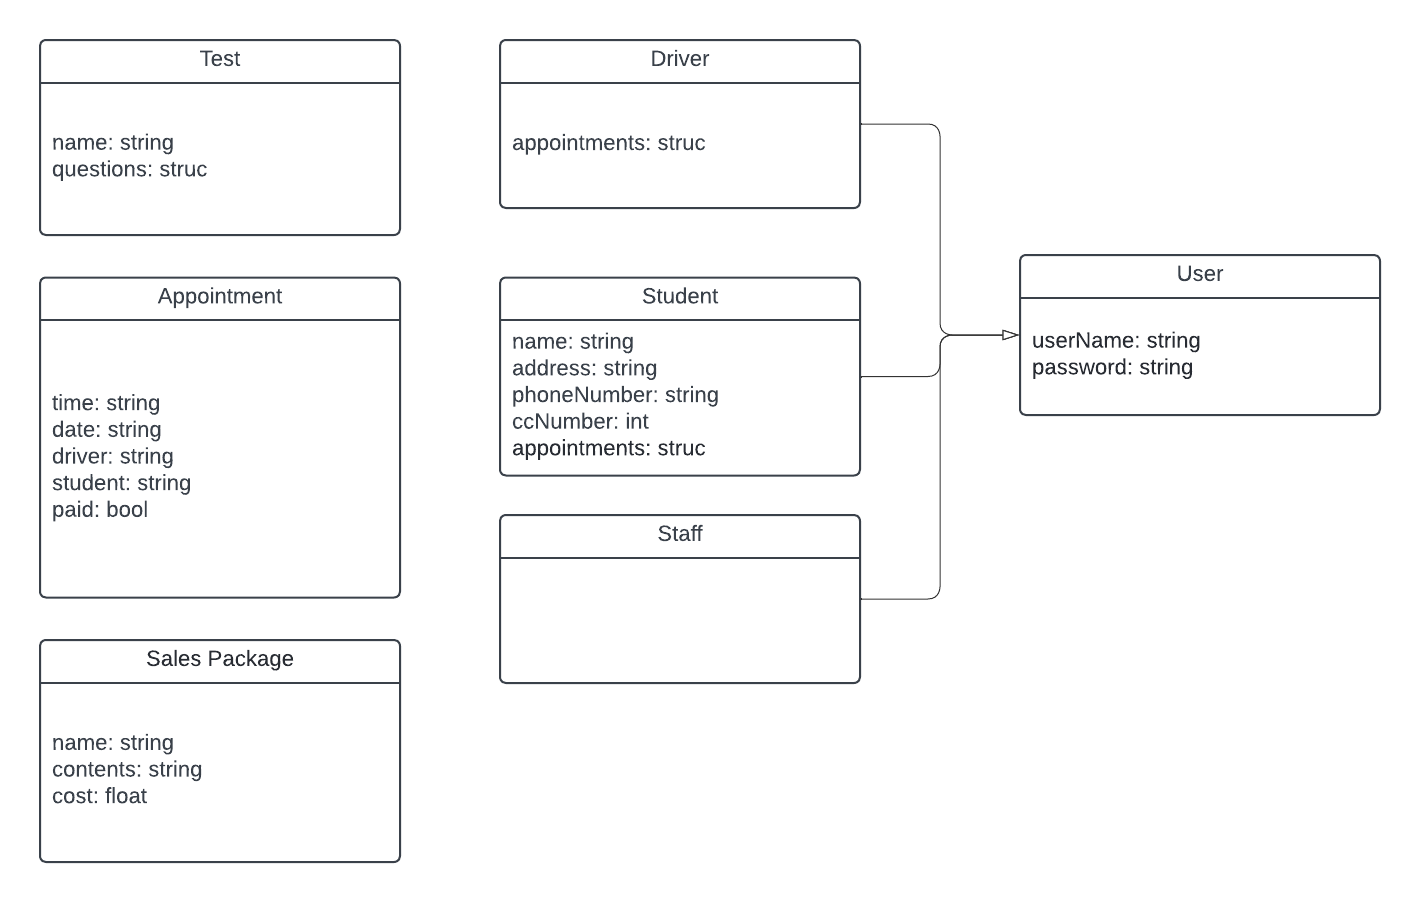 Test
name: string
questions: struc
Appointment
time: string
date: string
driver: string
student: string
paid: bool
Sales Package
name: string
contents: string
cost: float
Driver
appointments: struc
Student
name: string
address: string
phoneNumber: string
ccNumber: int
appointments: struc
Staff
User
userName: string
password: string